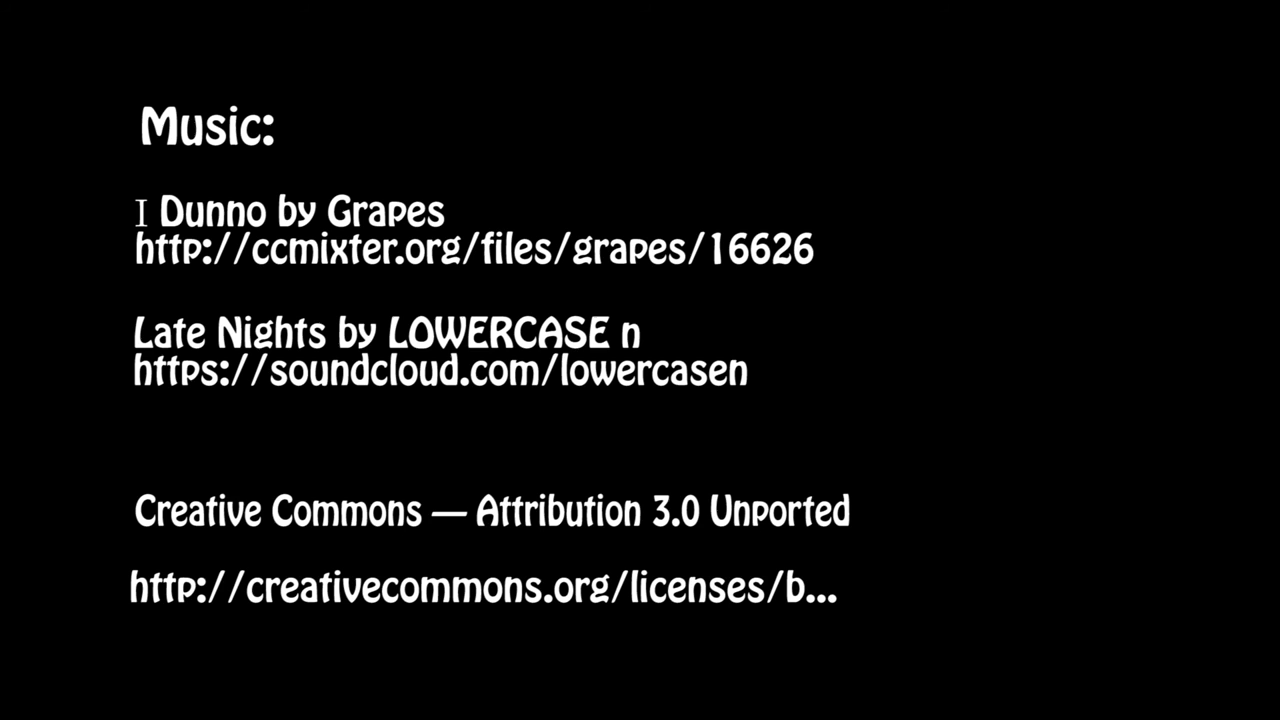 Music:
I Dunno by Grapes
http://ccmixter.org/files/grapes/16626
Late Nights by LOWERCASE n
https://soundcloud.com/lowercasen
Creative Commons — Attribution 3.0 Unported
http://creativecommons.org/licenses/b...